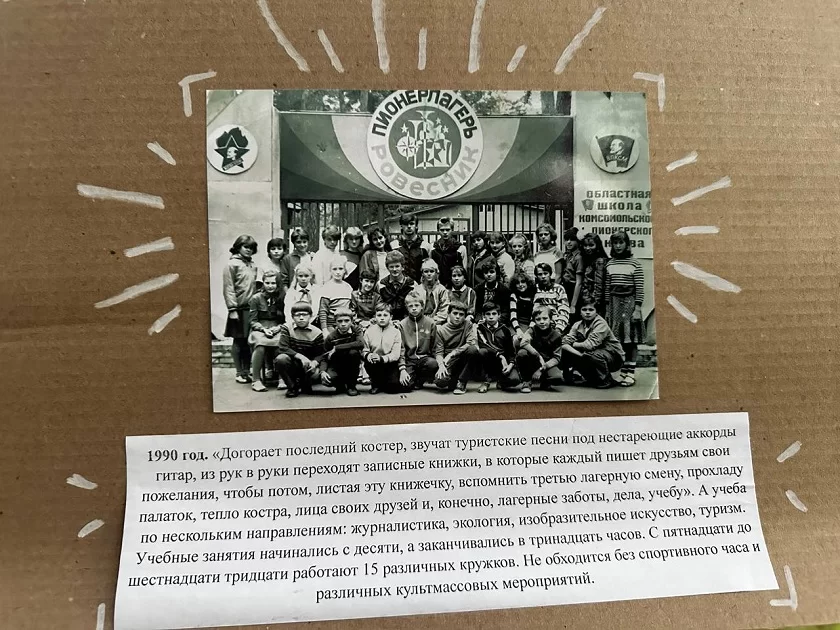 ПИОНЕРЛАГЕРЬ
РОВЕСНИК
ВЛКСМ
ОБЛАСТНАЯ
ШКОЛА
КОМСОМОЛЬСКО
ПИОНЕРСКОГО
1990 год. «Догорает последний костер, звучат туристские песни под нестареющие аккорды
гитар, из рук в руки переходят записные книжки, в которые каждый пишет друзьям свои
пожелания, чтобы потом, листая эту книжечку, вспомнить третью лагерную смену, прохладу
палаток, тепло костра, лица своих друзей и, конечно, лагерные заботы, дела, учебу». А учеба
по нескольким направлениям: журналистика, экология, изобразительное искусство, туризм.
Учебные занятия начинались с десяти, а заканчивались в тринадцать часов. С пятнадцати до
шестнадцати тридцати работают 15 различных кружков. Не обходится без спортивного часа и
различных культмассовых мероприятий.